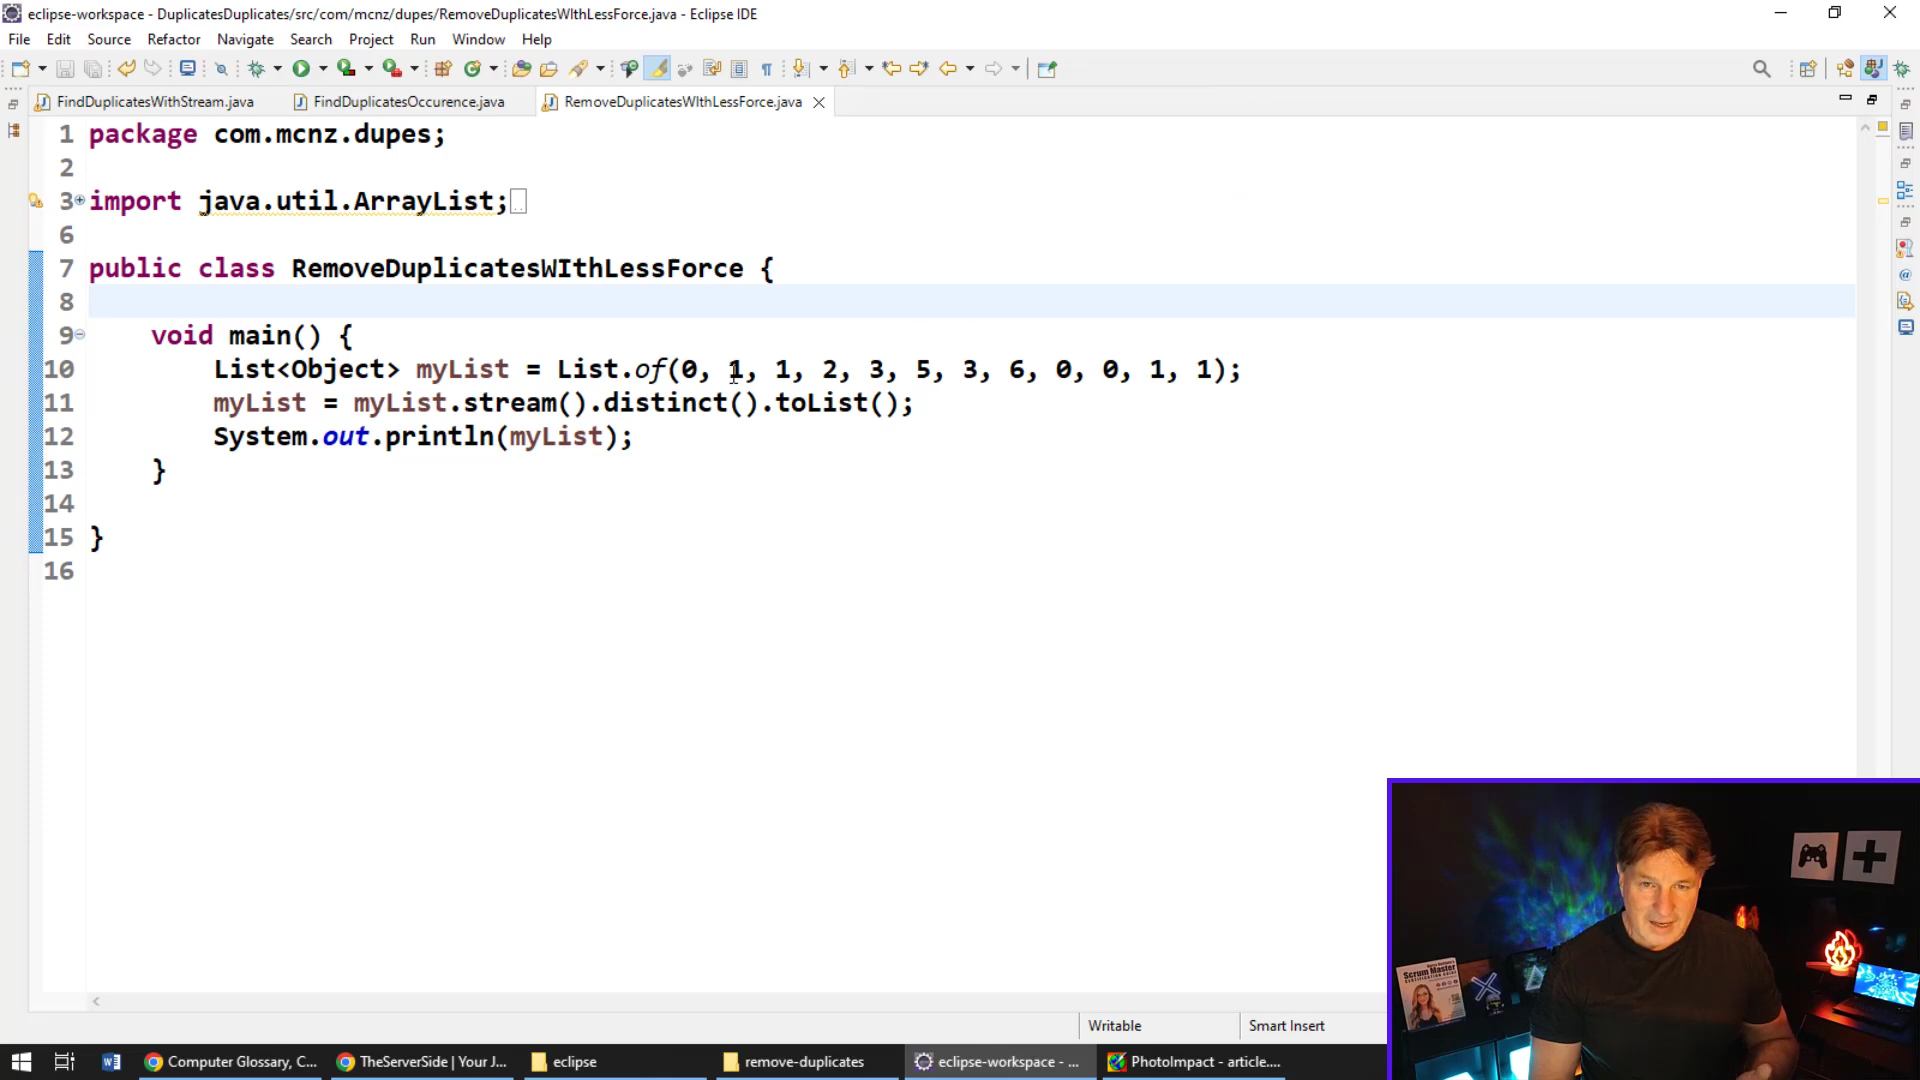 eclipse-workspace - DuplicatesDuplicates/src/com/mcnz/dupes/RemoveDuplicatesWIthLessForce.java - Eclipse IDE
File Edit Source Refactor Navigate Search Project Run Window Help
FindDuplicatesWithStream.java FindDuplicatesOccurence.java RemoveDuplicatesWIthLessForce.java
1 package com.mcnz.dupes;
2
3 import java.util.ArrayList;
6
7 public class RemoveDuplicatesWIthLessForce {
8
9 void main() {
10 List<Object> myList = List.of(0, 1, 1, 2, 3, 5, 3, 6, 0, 0, 1, 1);
11 myList = myList.stream().distinct().toList();
12 System.out.println(myList);
13 }
14
15 }
16
Scrum Master
Writable Smart Insert
Computer Glossary, C... TheServerSide | Your J... eclipse remove-duplicates eclipse-workspace - ... PhotoImpact - article....